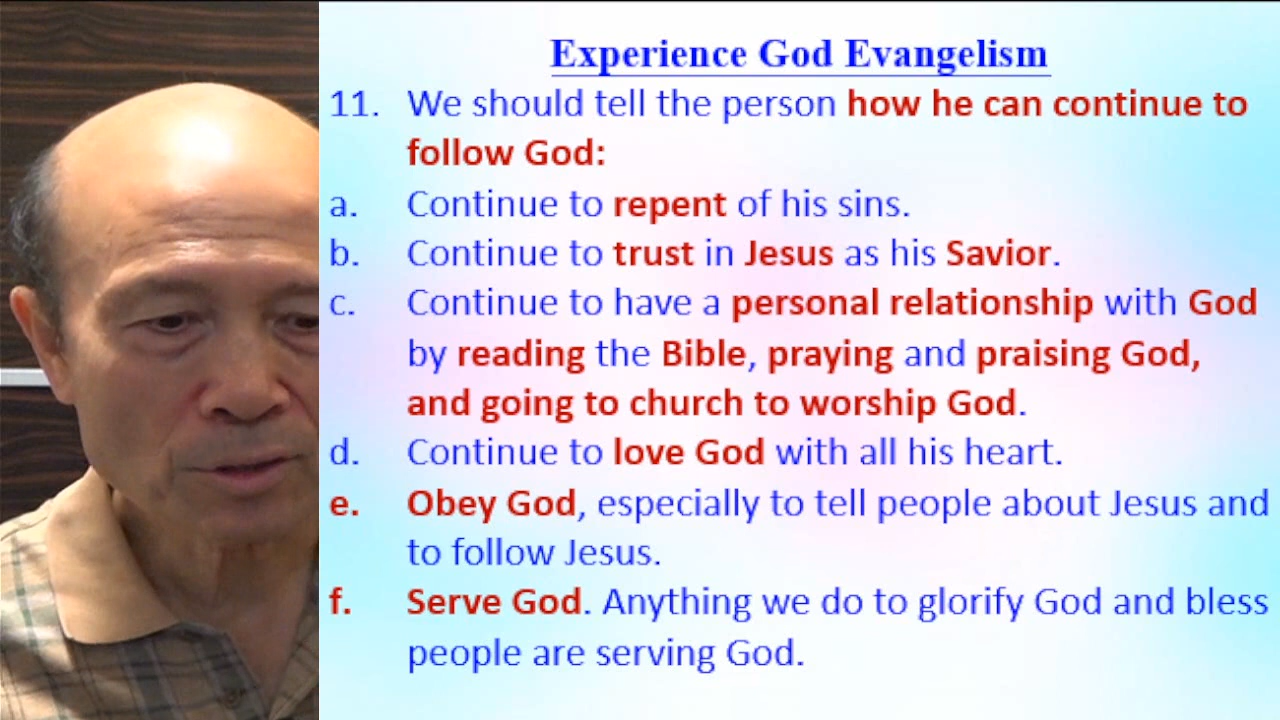 Experience God Evangelism
11. We should tell the person how he can continue to
follow God:
a. Continue to repent of his sins.
b. Continue to trust in Jesus as his Savior.
c. Continue to have a personal relationship with God
by reading the Bible, praying and praising God,
and going to church to worship God.
d. Continue to love God with all his heart.
e. Obey God, especially to tell people about Jesus and
to follow Jesus.
f. Serve God. Anything we do to glorify God and bless
people are serving God.